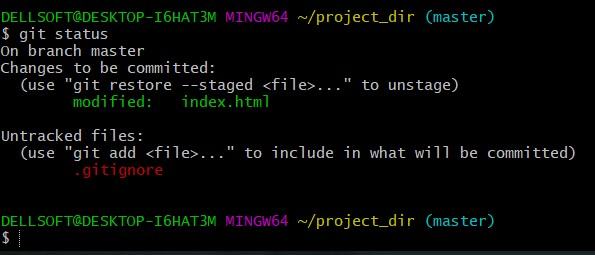 DELLSOFT@DESKTOP-I6HAT3M MINGW64 ~/project_dir (master)
$ git status
On branch master
Changes to be committed:
  (use "git restore --staged <file>..." to unstage)
        modified:   index.html

Untracked files:
  (use "git add <file>..." to include in what will be committed)
        .gitignore

DELLSOFT@DESKTOP-I6HAT3M MINGW64 ~/project_dir (master)
$